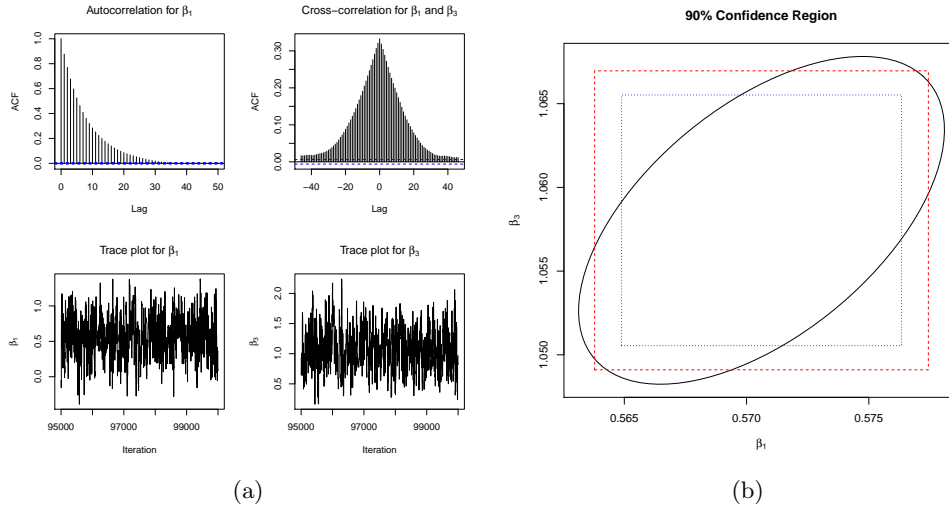 Autocorrelation for β1
ACF
0.0 0.2 0.4 0.6 0.8 1.0
0 10 20 30 40 50
Lag
Cross−correlation for β1 and β3
ACF
0.00 0.10 0.20 0.30
−40 −20 0 20 40
Lag
Trace plot for β1
β1
0.0 0.5 1.0
95000 97000 99000
Iteration
Trace plot for β3
β3
0.5 1.0 1.5 2.0
95000 97000 99000
Iteration
(a)
90% Confidence Region
β3
1.050 1.055 1.060 1.065
0.565 0.570 0.575
β1
(b)